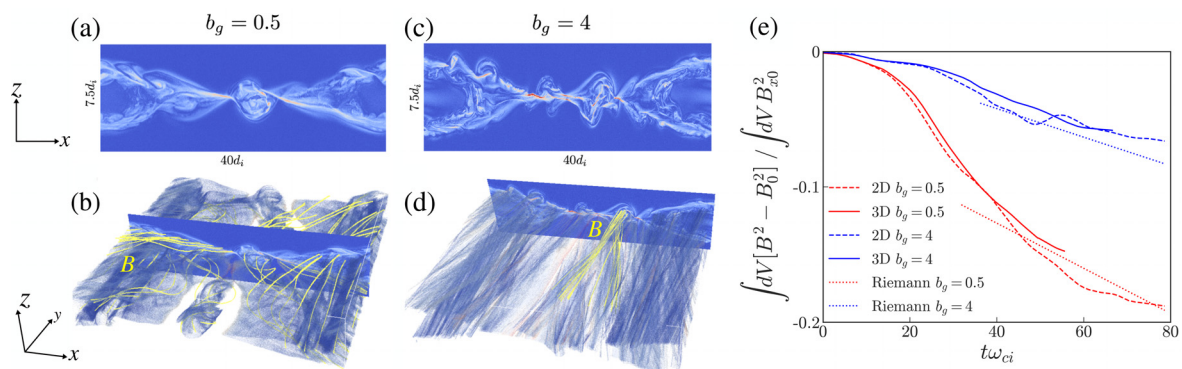 (a)
b_g = 0.5
(c)
b_g = 4
(e)
z
x
7.5d_i
40d_i
7.5d_i
40d_i
(b)
B
(d)
B
z
y
x
∫dV[B² − B₀²] / ∫dV B²ₓ₀
0
-0.1
-0.2
2D b_g = 0.5
3D b_g = 0.5
2D b_g = 4
3D b_g = 4
Riemann b_g = 0.5
Riemann b_g = 4
0
20
40
60
80
tω_ci